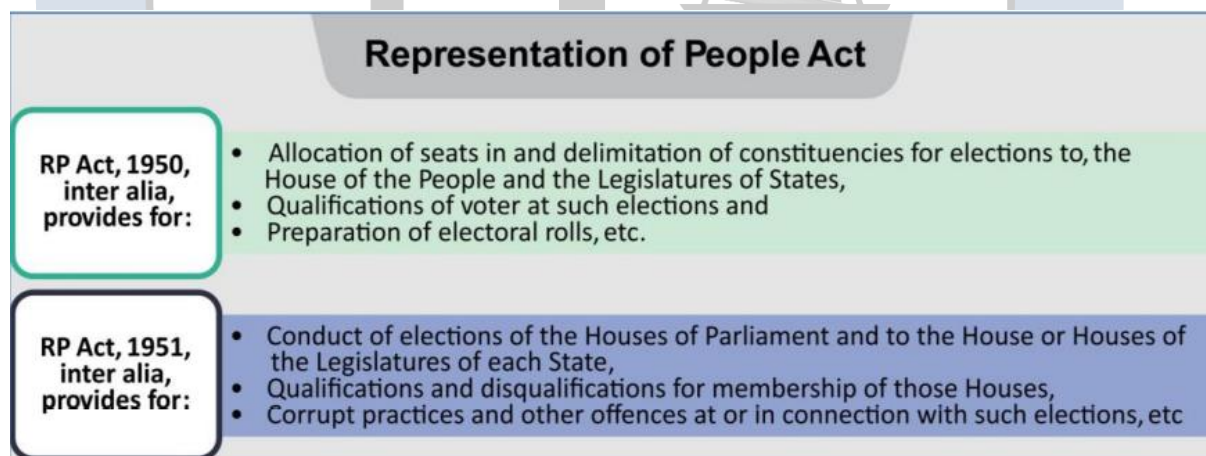 Representation of People Act
RP Act, 1950,
inter alia,
provides for:
• Allocation of seats in and delimitation of constituencies for elections to, the
House of the People and the Legislatures of States,
• Qualifications of voter at such elections and
• Preparation of electoral rolls, etc.
RP Act, 1951,
inter alia,
provides for:
• Conduct of elections of the Houses of Parliament and to the House or Houses of
the Legislatures of each State,
• Qualifications and disqualifications for membership of those Houses,
• Corrupt practices and other offences at or in connection with such elections, etc